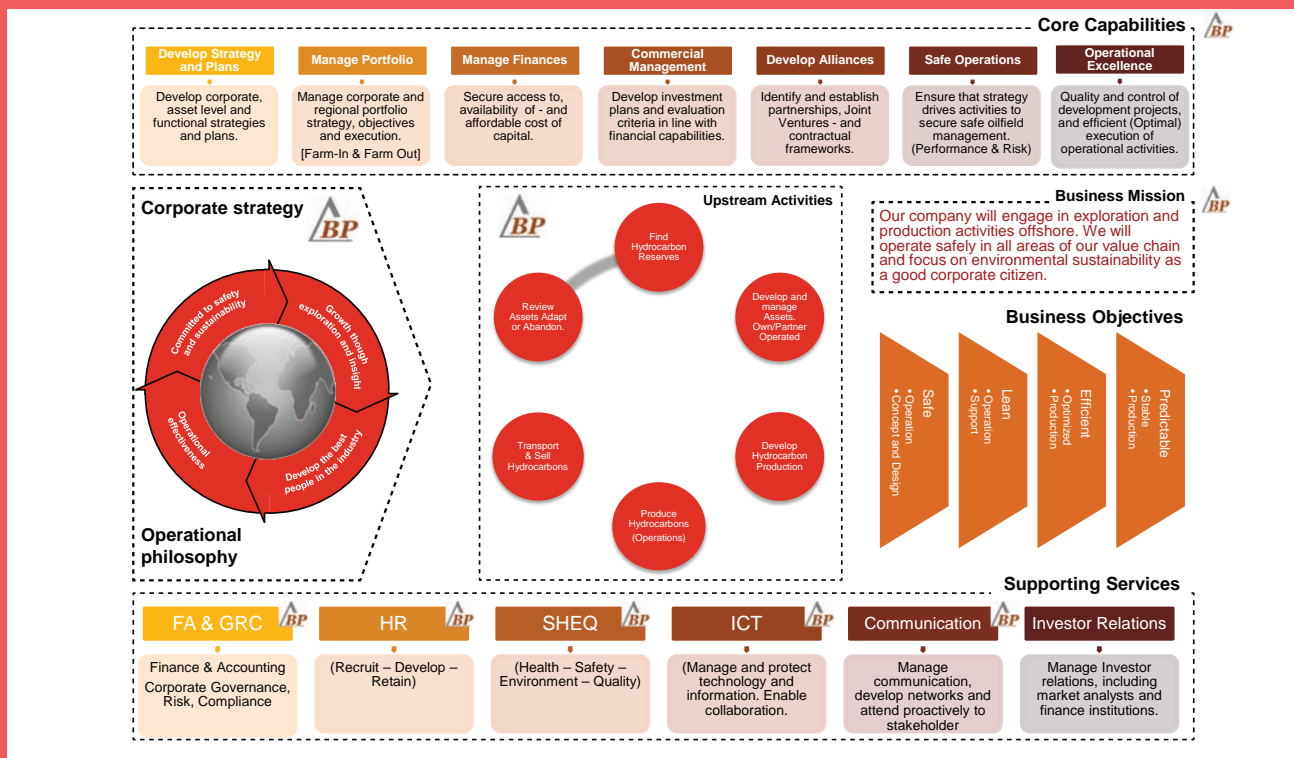 Core Capabilities
ABP
Develop Strategy
and Plans
Develop corporate,
asset level and
functional strategies
and plans.
Manage Portfolio
Manage corporate and
regional portfolio
strategy, objectives
and execution.
[Farm-In & Farm Out]
Manage Finances
Secure access to,
availability of - and
affordable cost of
capital.
Commercial
Management
Develop investment
plans and evaluation
criteria in line with
financial capabilities.
Develop Alliances
Identify and establish
partnerships, Joint
Ventures - and
contractual
frameworks.
Safe Operations
Ensure that strategy
drives activities to
secure safe oilfield
management.
(Performance & Risk)
Operational
Excellence
Quality and control of
development projects,
and efficient (Optimal)
execution of
operational activities.
Corporate strategy
ABP
Committed to safety
and sustainability
Growth though
exploration and insight
Develop the best
people in the industry
Operational
effectiveness
Operational
philosophy
ABP
Upstream Activities
Find
Hydrocarbon
Reserves
Develop and
manage
Assets.
Own/Partner
Operated
Develop
Hydrocarbon
Production
Produce
Hydrocarbons
(Operations)
Transport
& Sell
Hydrocarbons
Review
Assets Adapt
or Abandon.
Business Mission
ABP
Our company will engage in exploration and
production activities offshore. We will
operate safely in all areas of our value chain
and focus on environmental sustainability as
a good corporate citizen.
Business Objectives
Safe
• Operation
• Concept and Design
Lean
• Operation
• Support
Efficient
• Optimized
• Production
Predictable
• Stable
• Production
Supporting Services
FA & GRC
ABP
Finance & Accounting
Corporate Governance,
Risk, Compliance
HR
ABP
(Recruit – Develop –
Retain)
SHEQ
ABP
(Health – Safety –
Environment – Quality)
ICT
ABP
(Manage and protect
technology and
information. Enable
collaboration.
Communication
ABP
Manage
communication,
develop networks and
attend proactively to
stakeholder
Investor Relations
Manage Investor
relations, including
market analysts and
finance institutions.